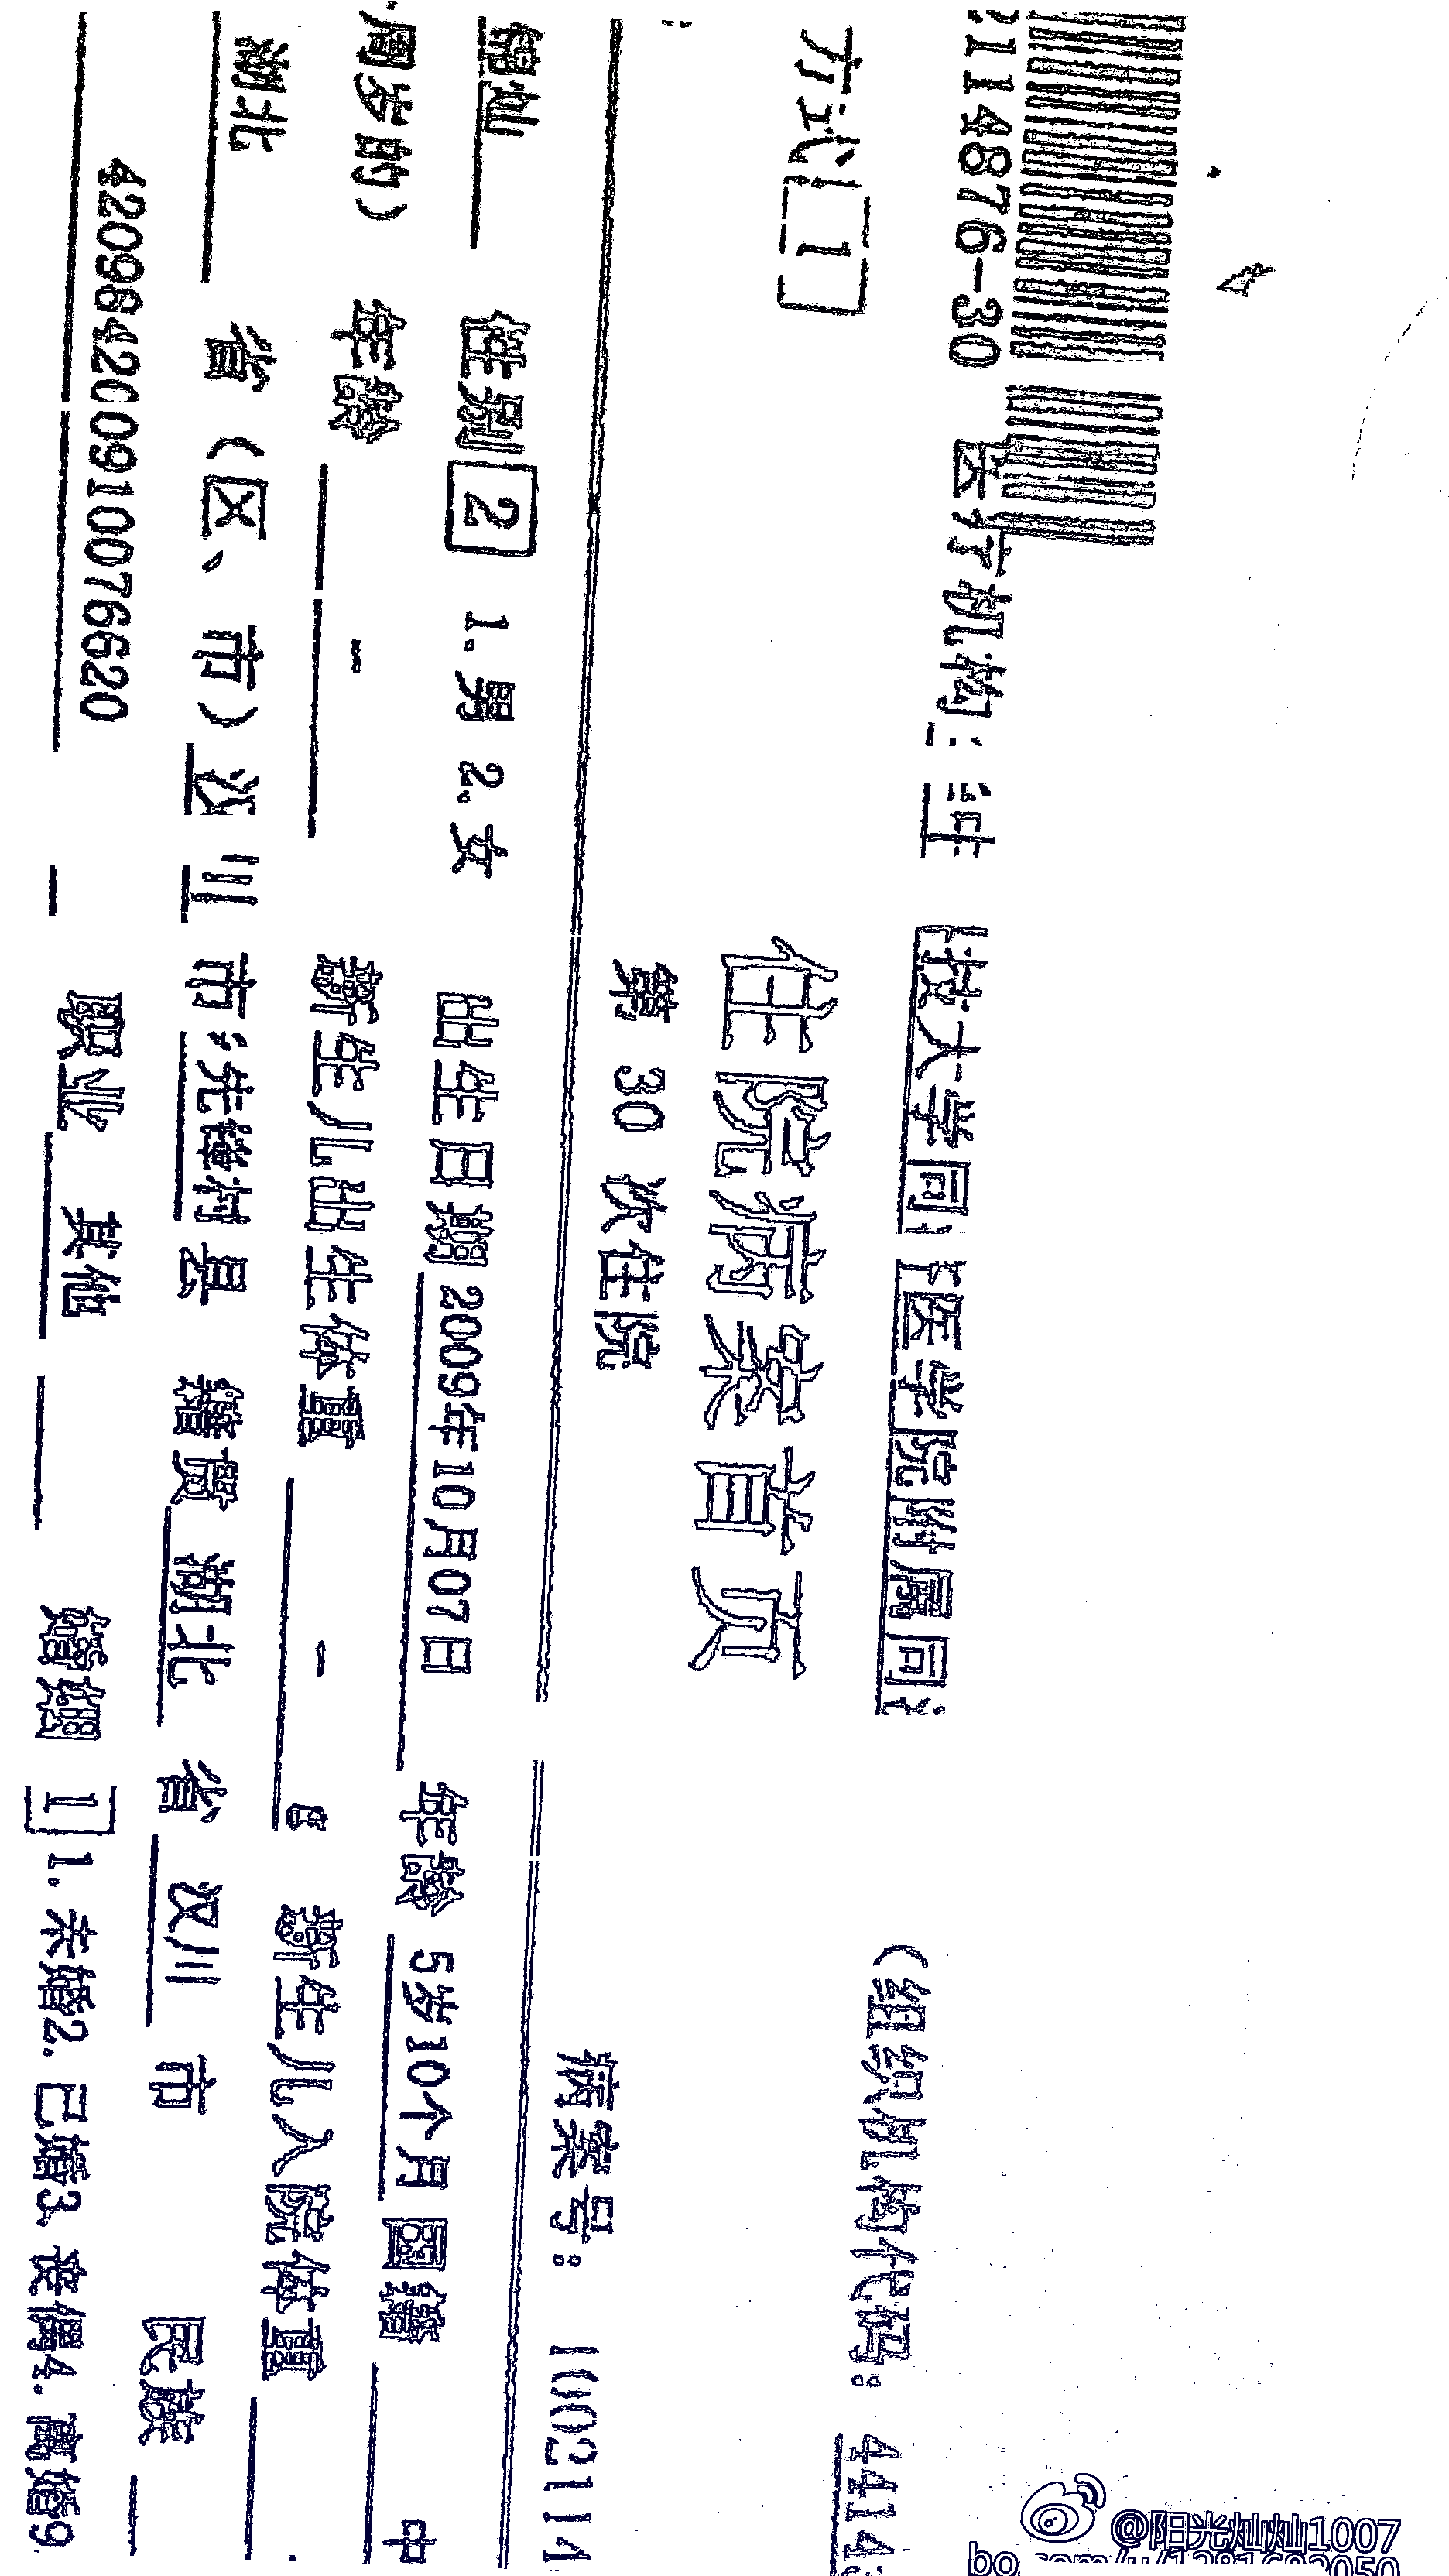 2114876-30 医疗机构: 华中科技大学同济医学院附属同济 (组织机构代码: 4414
方式 1 住院病案首页
第 30 次住院 病案号: 1002114
锦灿 性别 2 1. 男 2. 女 出生日期 2009年10月07日 年龄 5岁10个月 国籍 中
周岁的) 年龄 - 新生儿出生体重 - 新生儿入院体重
湖北 省 (区、市) 汉川 市 先锋村 县 籍贯 湖北 省 汉川 市 民族
420984200910076620 职业 其他 婚姻 1 1. 未婚2. 已婚3. 丧偶4. 离婚9
@阳光灿灿1007